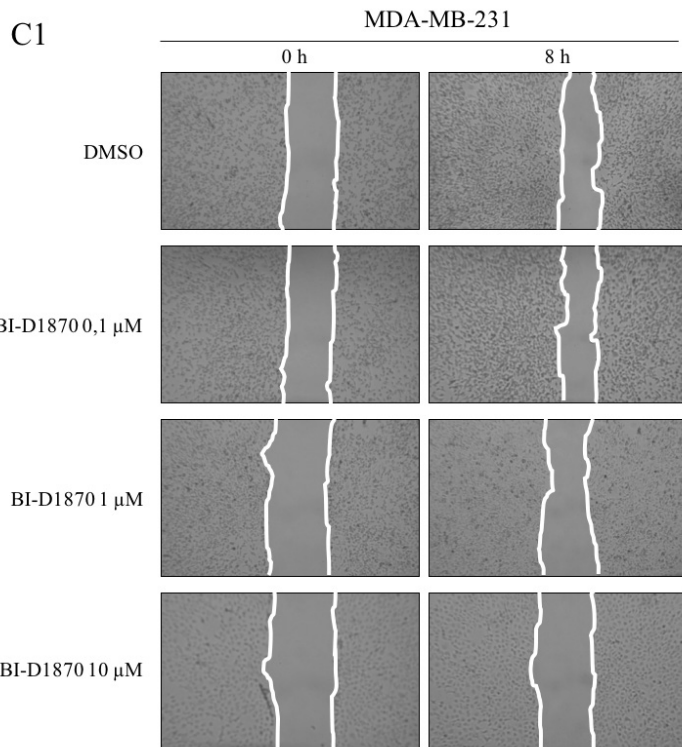 C1
MDA-MB-231
0 h
8 h
DMSO
BI-D1870 0,1 µM
BI-D1870 1 µM
BI-D1870 10 µM